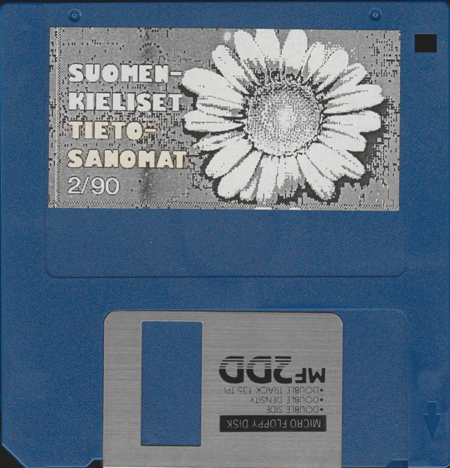 SUOMEN-
KIELISET
TIETO-
SANOMAT
2/90
MF2DD
• DOUBLE TRACK 135 TPI
• DOUBLE DENSITY
• DOUBLE SIDE
MICRO FLOPPY DISK